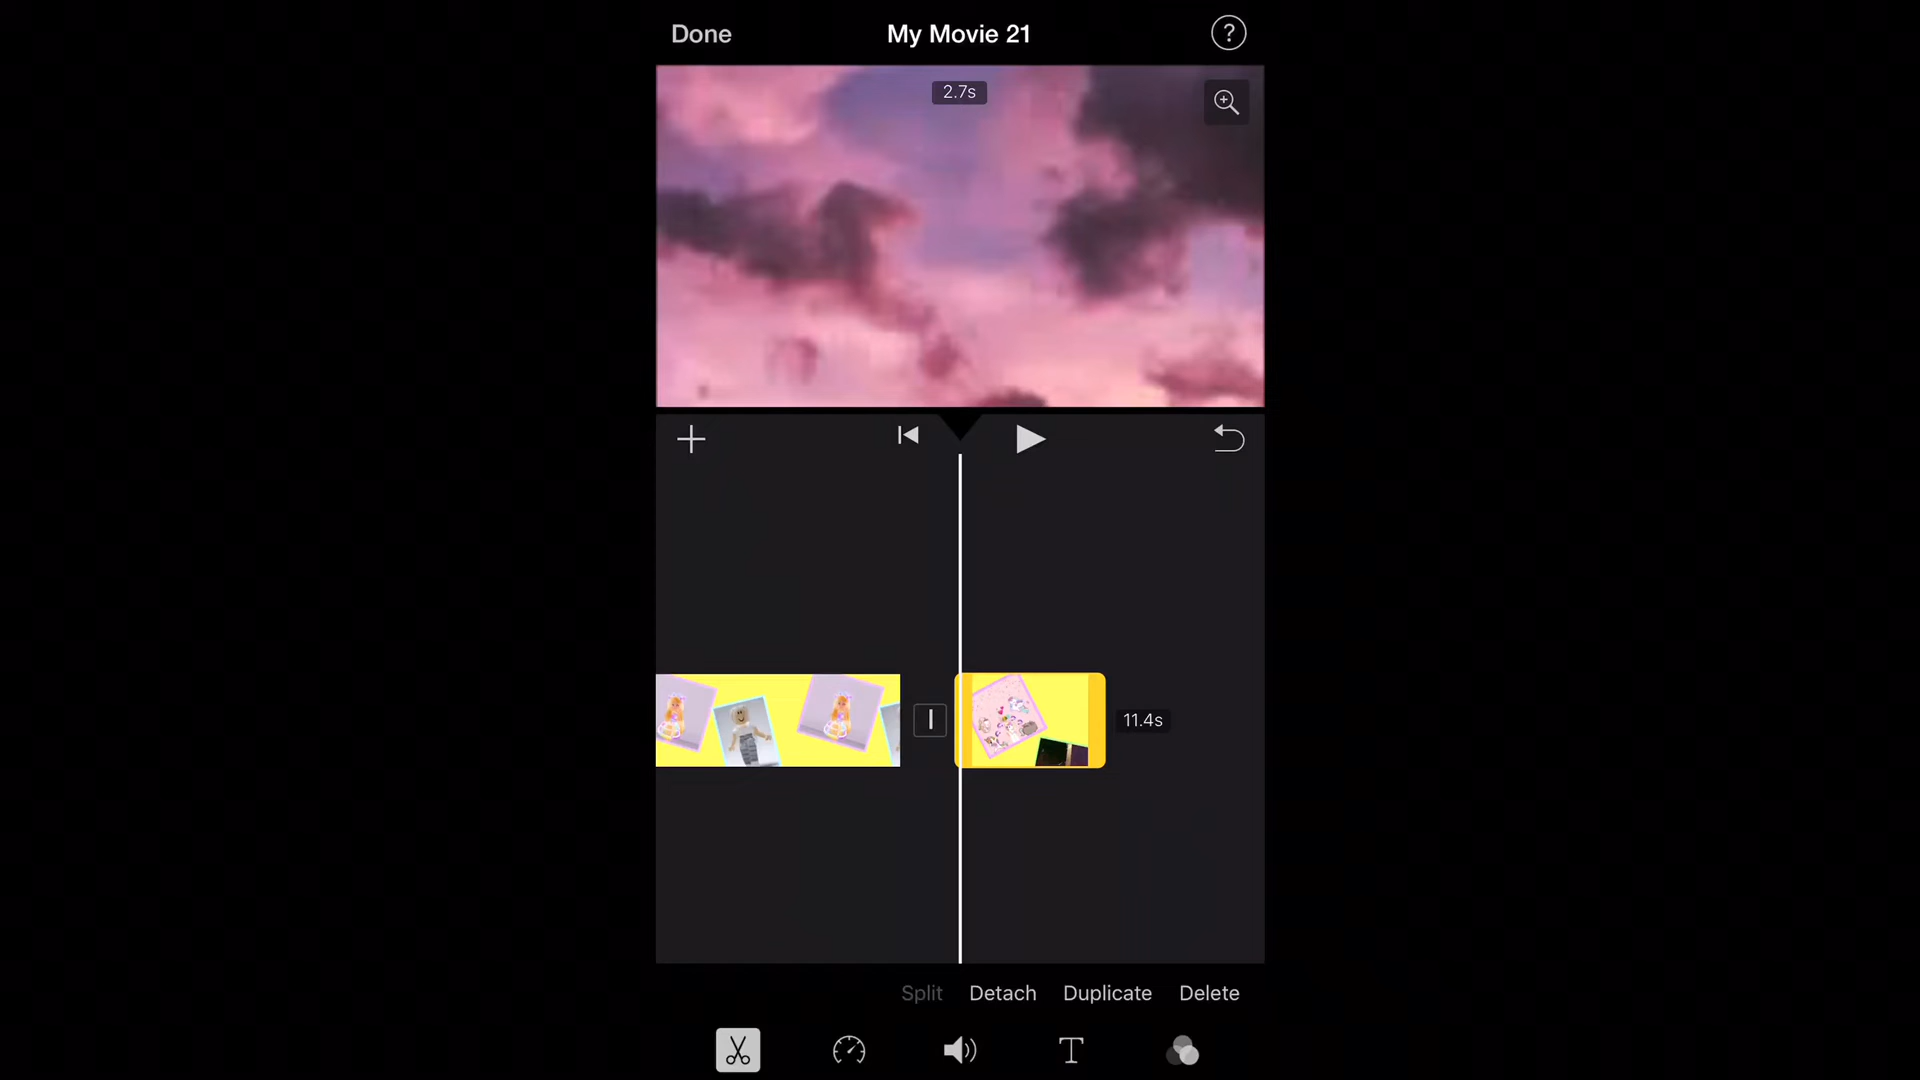 Done
My Movie 21
?
2.7s
11.4s
Split
Detach
Duplicate
Delete
T